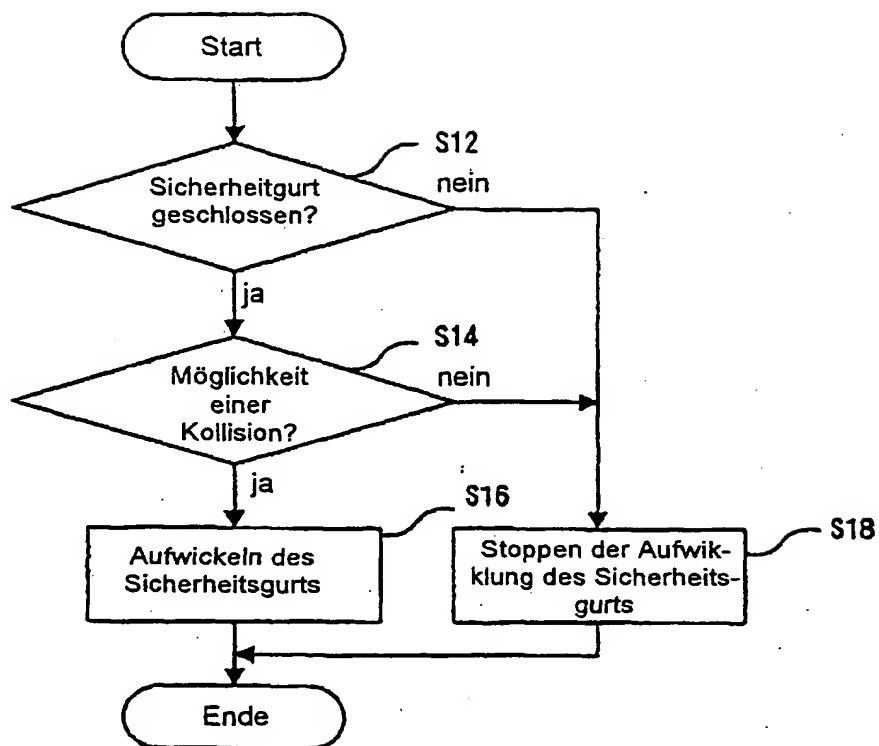 Start
S12
Sicherheitgurt
geschlossen?
nein
ja
S14
Möglichkeit
einer
Kollision?
nein
ja
S16
Aufwickeln des
Sicherheitsgurts
S18
Stoppen der Aufwik-
klung des Sicherheits-
gurts
Ende